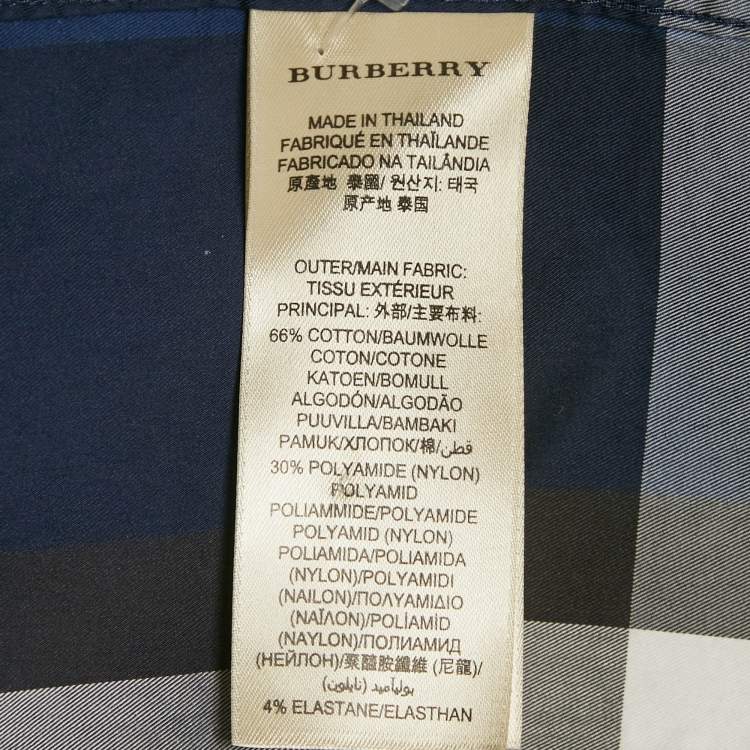 BURBERRY
MADE IN THAILAND
FABRIQUÉ EN THAÏLANDE
FABRICADO NA TAILÂNDIA
原產地 泰國/ 원산지: 태국
原产地 泰国
OUTER/MAIN FABRIC:
TISSU EXTÉRIEUR
PRINCIPAL: 外部/主要布料:
66% COTTON/BAUMWOLLE
COTON/COTONE
KATOEN/BOMULL
ALGODÓN/ALGODÃO
PUUVILLA/BAMBAKI
PAMUK/ХЛОПОК/棉/قطن
30% POLYAMIDE (NYLON)
POLYAMID
POLIAMMIDE/POLYAMIDE
POLYAMID (NYLON)
POLIAMIDA/POLIAMIDA
(NYLON)/POLYAMIDI
(NAILON)/ΠΟΛΥΑΜΙΔΙΟ
(ΝΑΪΛΟΝ)/POLİAMİD
(NAYLON)/ПОЛИАМИД
(НЕЙЛОН)/聚醯胺纖維 (尼龍)/
بولياميد (نايلون)
4% ELASTANE/ELASTHAN